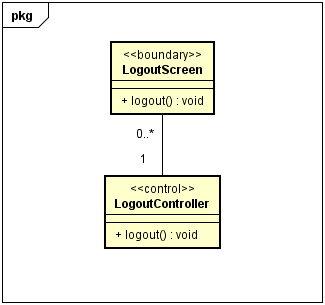 pkg
<<boundary>>
LogoutScreen
+ logout() : void
0..*
1
<<control>>
LogoutController
+ logout() : void